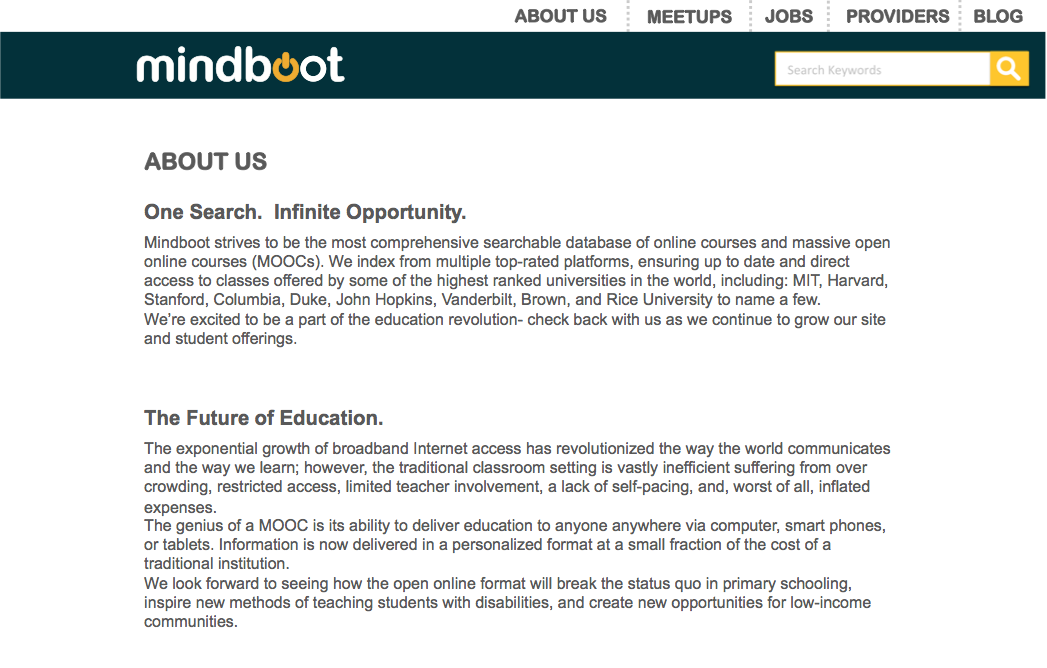 ABOUT US MEETUPS JOBS PROVIDERS BLOG
mindboot Search Keywords
ABOUT US
One Search.  Infinite Opportunity.
Mindboot strives to be the most comprehensive searchable database of online courses and massive open
online courses (MOOCs). We index from multiple top-rated platforms, ensuring up to date and direct
access to classes offered by some of the highest ranked universities in the world, including: MIT, Harvard,
Stanford, Columbia, Duke, John Hopkins, Vanderbilt, Brown, and Rice University to name a few.
We’re excited to be a part of the education revolution- check back with us as we continue to grow our site
and student offerings.
The Future of Education.
The exponential growth of broadband Internet access has revolutionized the way the world communicates
and the way we learn; however, the traditional classroom setting is vastly inefficient suffering from over
crowding, restricted access, limited teacher involvement, a lack of self-pacing, and, worst of all, inflated
expenses.
The genius of a MOOC is its ability to deliver education to anyone anywhere via computer, smart phones,
or tablets. Information is now delivered in a personalized format at a small fraction of the cost of a
traditional institution.
We look forward to seeing how the open online format will break the status quo in primary schooling,
inspire new methods of teaching students with disabilities, and create new opportunities for low-income
communities.